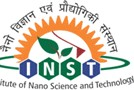 नैनो विज्ञान एवं प्रौद्योगिकी संस्थान
INST
itute of Nano Science and Technology